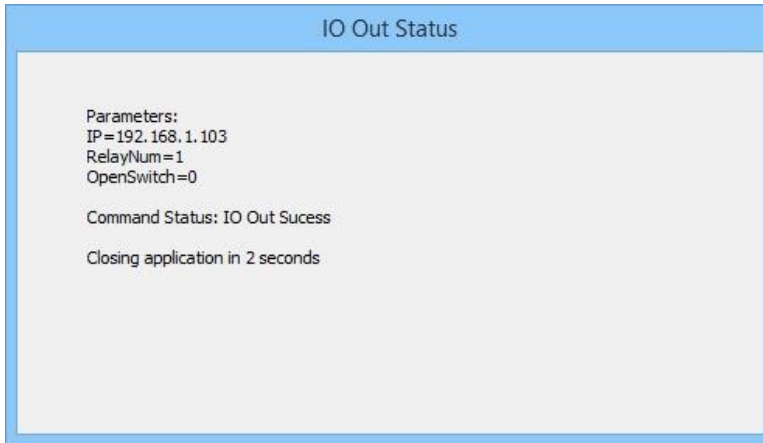 IO Out Status
Parameters:
IP=192.168.1.103
RelayNum=1
OpenSwitch=0
Command Status: IO Out Sucess
Closing application in 2 seconds